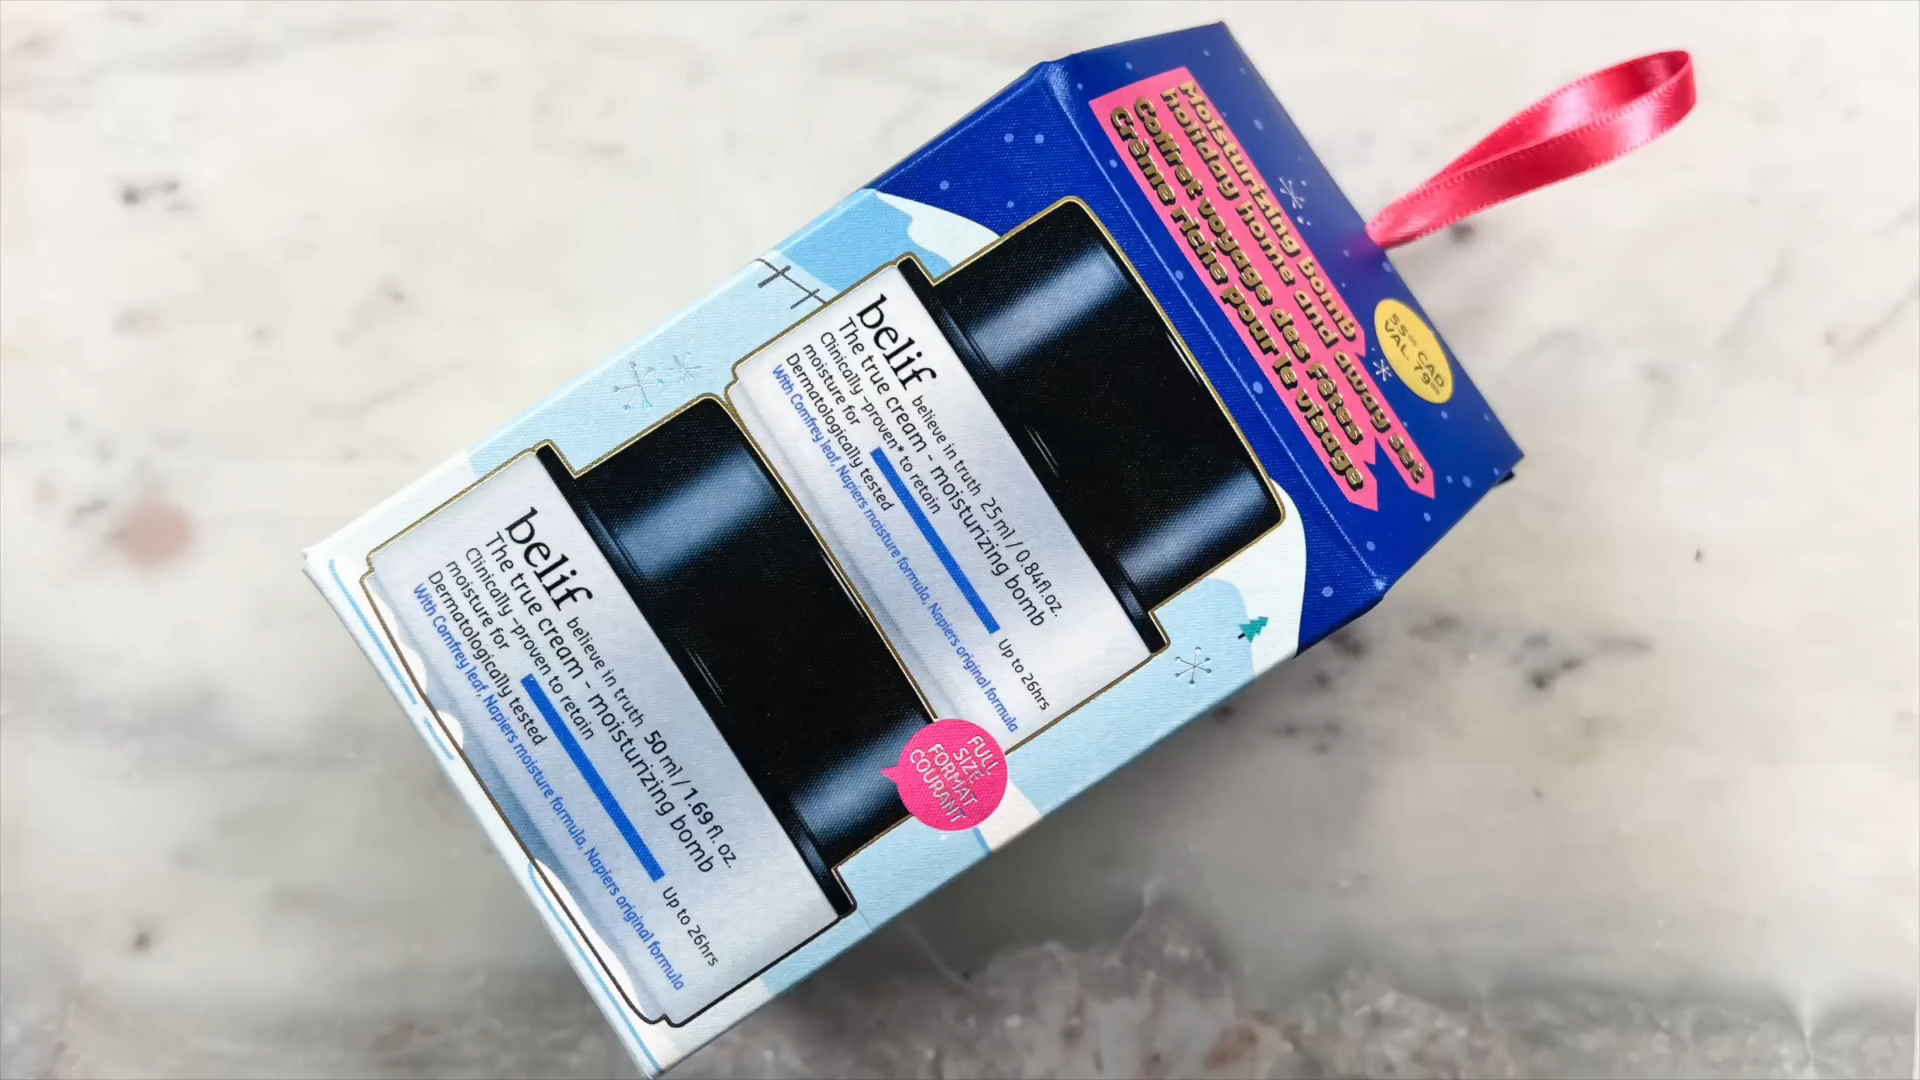 Moisturizing bomb
holiday home and away set
Coffret voyage des Fêtes
Crème riche pour le visage
55⁰⁰ CAD
VAL. 79⁰⁰
belif believe in truth 25 ml / 0.84fl.oz.
The true cream - moisturizing bomb
Clinically -proven* to retain
moisture for Up to 26hrs
Dermatologically tested
With Comfrey leaf, Napiers moisture formula, Napiers original formula
belif believe in truth 50 ml / 1.69 fl. oz.
The true cream - moisturizing bomb
Clinically -proven to retain
moisture for Up to 26hrs
Dermatologically tested
With Comfrey leaf, Napiers moisture formula, Napiers original formula
FULL
SIZE
FORMAT
COURANT